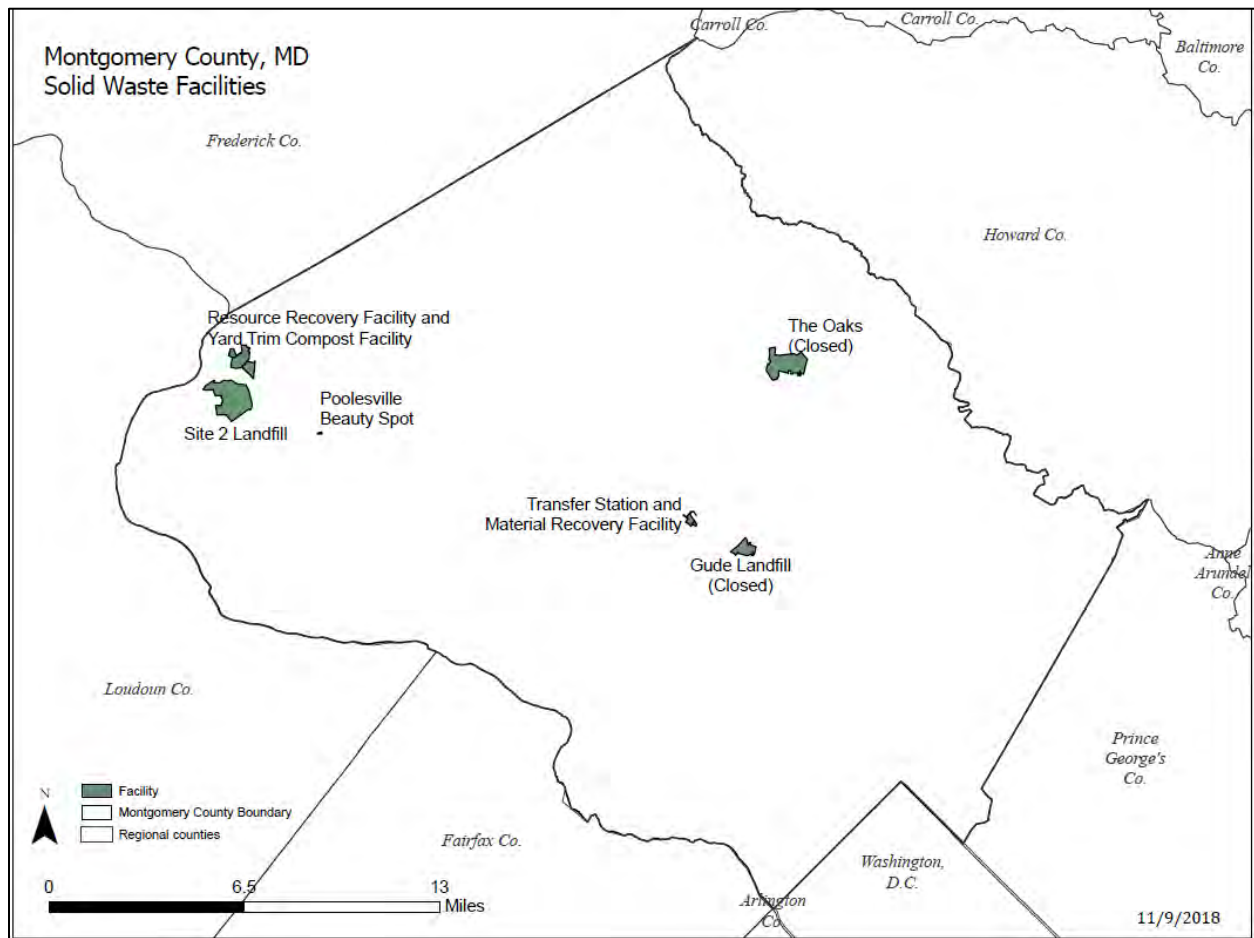 Montgomery County, MD
Solid Waste Facilities
Carroll Co.
Carroll Co.
Baltimore
Co.
Frederick Co.
Howard Co.
Resource Recovery Facility and
Yard Trim Compost Facility
The Oaks
(Closed)
Poolesville
Beauty Spot
Site 2 Landfill
Transfer Station and
Material Recovery Facility
Gude Landfill
(Closed)
Anne
Arundel
Co.
Loudoun Co.
Prince
George's
Co.
N
Facility
Montgomery County Boundary
Regional counties
Fairfax Co.
Washington,
D.C.
Arlington
Co.
0 6.5 13
Miles
11/9/2018